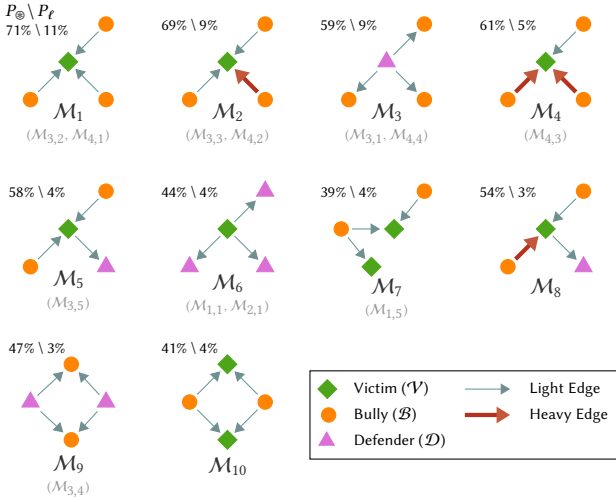 P⊛ \ Pℓ
71% \ 11%
69% \ 9%
59% \ 9%
61% \ 5%
M1
M2
M3
M4
(M3,2, M4,1)
(M3,3, M4,2)
(M3,1, M4,4)
(M4,3)
58% \ 4%
44% \ 4%
39% \ 4%
54% \ 3%
M5
M6
M7
M8
(M3,5)
(M1,1, M2,1)
(M1,5)
47% \ 3%
41% \ 4%
M9
M10
(M3,4)
Victim (V)
Light Edge
Bully (B)
Heavy Edge
Defender (D)